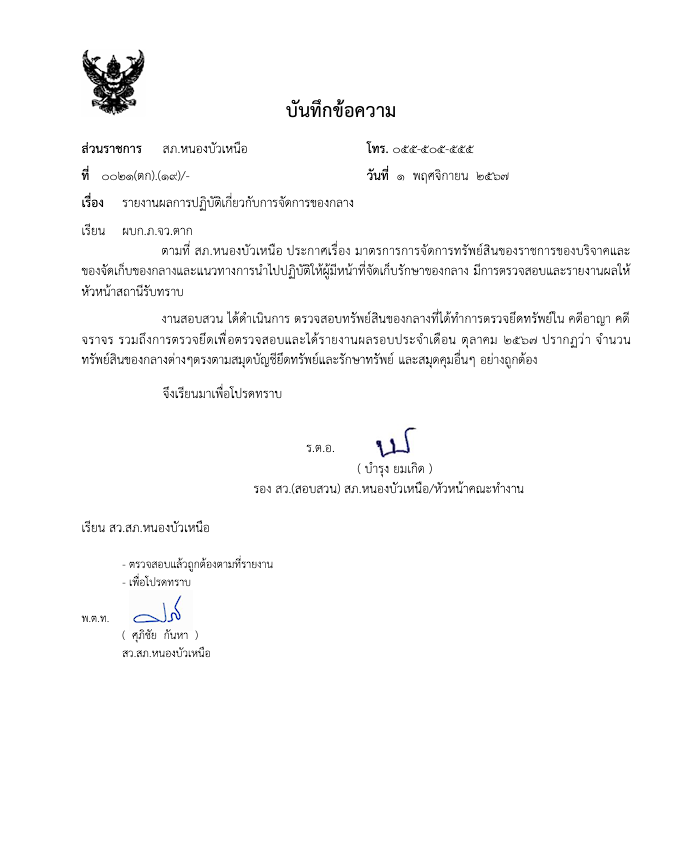 บันทึกข้อความ
ส่วนราชการ สภ.หนองบัวเหนือ โทร. ๐๕๕-๕๐๕-๕๕๕
ที่ ๐๐๒๑(ตก).(๑๙)/- วันที่ ๑ พฤศจิกายน ๒๕๖๗
เรื่อง รายงานผลการปฏิบัติเกี่ยวกับการจัดการของกลาง
เรียน ผบก.ภ.จว.ตาก
ตามที่ สภ.หนองบัวเหนือ ประกาศเรื่อง มาตรการการจัดการทรัพย์สินของราชการของบริจาคและ
ของจัดเก็บของกลางและแนวทางการนำไปปฏิบัติให้ผู้มีหน้าที่จัดเก็บรักษาของกลาง มีการตรวจสอบและรายงานผลให้
หัวหน้าสถานีรับทราบ
งานสอบสวน ได้ดำเนินการ ตรวจสอบทรัพย์สินของกลางที่ได้ทำการตรวจยึดทรัพย์ใน คดีอาญา คดี
จราจร รวมถึงการตรวจยึดเพื่อตรวจสอบและได้รายงานผลรอบประจำเดือน ตุลาคม ๒๕๖๗ ปรากฏว่า จำนวน
ทรัพย์สินของกลางต่างๆตรงตามสมุดบัญชียึดทรัพย์และรักษาทรัพย์ และสมุดคุมอื่นๆ อย่างถูกต้อง
จึงเรียนมาเพื่อโปรดทราบ
ร.ต.อ.
( บำรุง ยมเกิด )
รอง สว.(สอบสวน) สภ.หนองบัวเหนือ/หัวหน้าคณะทำงาน
เรียน สว.สภ.หนองบัวเหนือ
- ตรวจสอบแล้วถูกต้องตามที่รายงาน
- เพื่อโปรดทราบ
พ.ต.ท.
( ศุภิชัย กันหา )
สว.สภ.หนองบัวเหนือ